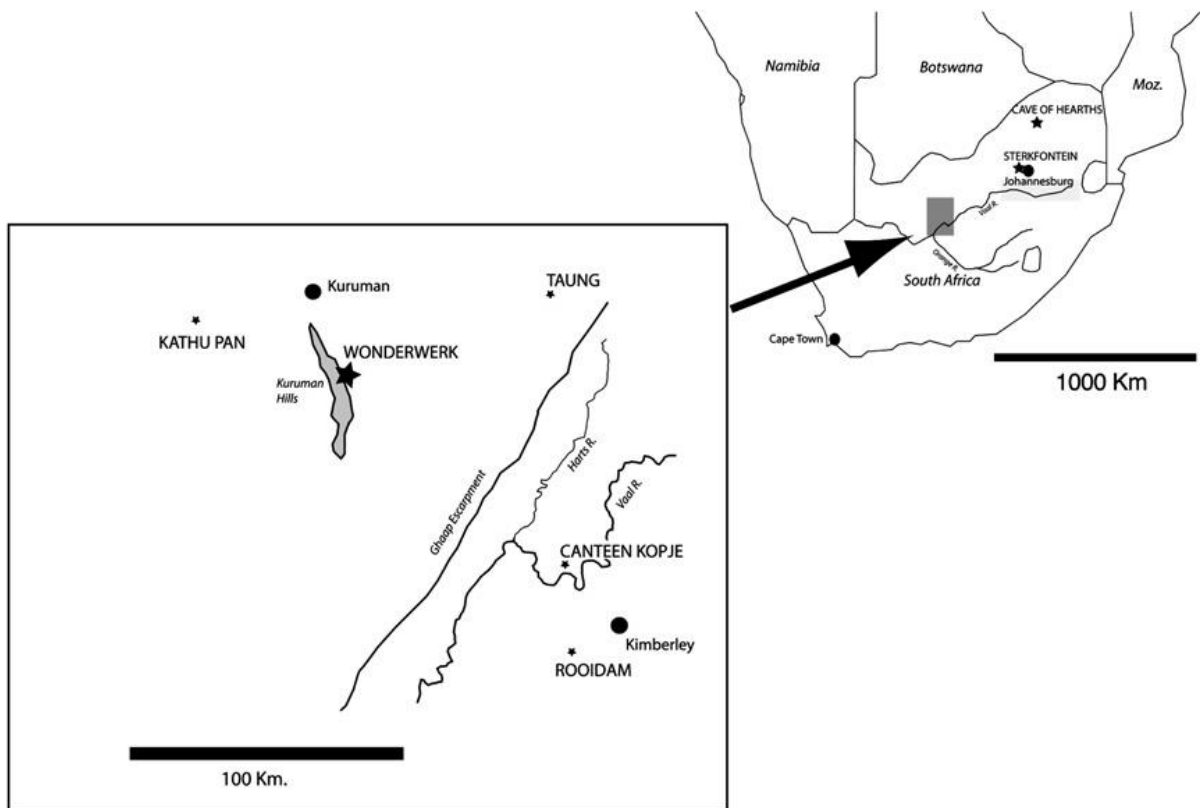 Namibia
Botswana
Moz.
CAVE OF HEARTHS
STERKFONTEIN
Johannesburg
Vaal R.
Orange R.
South Africa
Cape Town
1000 Km
Kuruman
TAUNG
KATHU PAN
WONDERWERK
Kuruman
Hills
Harts R.
Vaal R.
Ghaap Escarpment
CANTEEN KOPJE
Kimberley
ROOIDAM
100 Km.